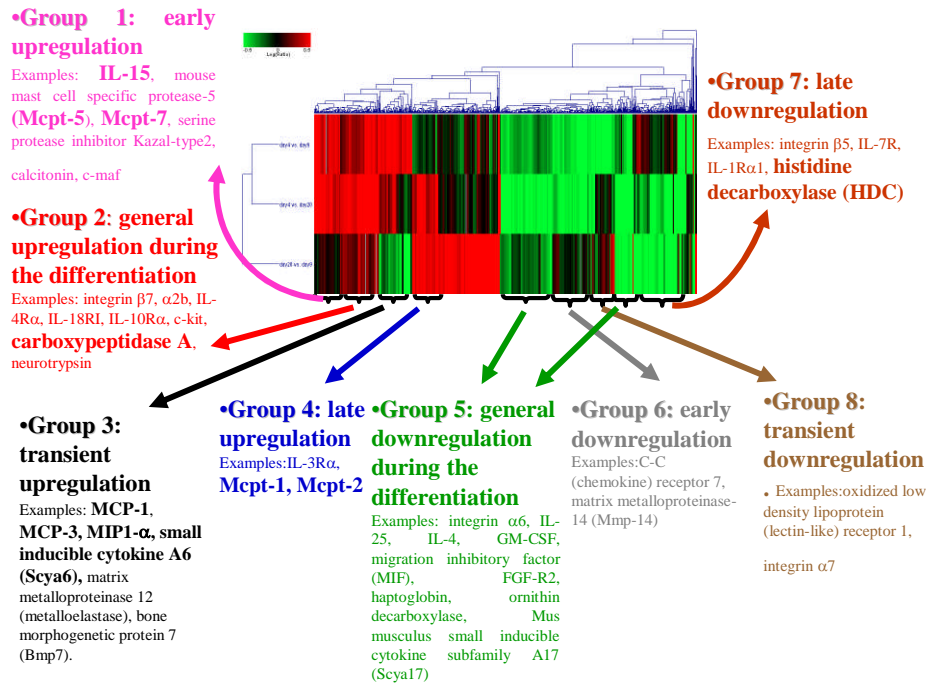 •Group 1: early
upregulation
Examples: IL-15, mouse
mast cell specific protease-5
(Mcpt-5), Mcpt-7, serine
protease inhibitor Kazal-type2,
calcitonin, c-maf
•Group 2: general
upregulation during
the differentiation
Examples: integrin β7, α2b, IL-
4Rα, IL-18RI, IL-10Rα, c-kit,
carboxypeptidase A,
neurotrypsin
•Group 3:
transient
upregulation
Examples: MCP-1,
MCP-3, MIP1-α, small
inducible cytokine A6
(Scya6), matrix
metalloproteinase 12
(metalloelastase), bone
morphogenetic protein 7
(Bmp7).
•Group 4: late
upregulation
Examples:IL-3Rα,
Mcpt-1, Mcpt-2
•Group 5: general
downregulation
during the
differentiation
Examples: integrin α6, IL-
25, IL-4, GM-CSF,
migration inhibitory factor
(MIF), FGF-R2,
haptoglobin, ornithin
decarboxylase, Mus
musculus small inducible
cytokine subfamily A17
(Scya17)
•Group 6: early
downregulation
Examples:C-C
(chemokine) receptor 7,
matrix metalloproteinase-
14 (Mmp-14)
•Group 7: late
downregulation
Examples: integrin β5, IL-7R,
IL-1Rα1, histidine
decarboxylase (HDC)
•Group 8:
transient
downregulation
• Examples:oxidized low
density lipoprotein
(lectin-like) receptor 1,
integrin α7